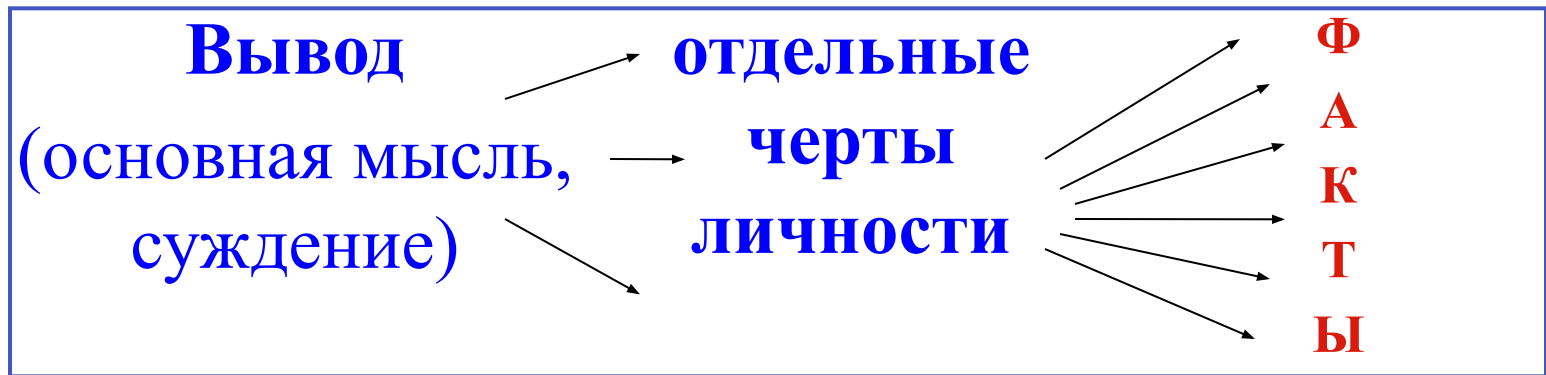 Вывод
(основная мысль,
суждение)
отдельные
черты
личности
Ф
А
К
Т
Ы